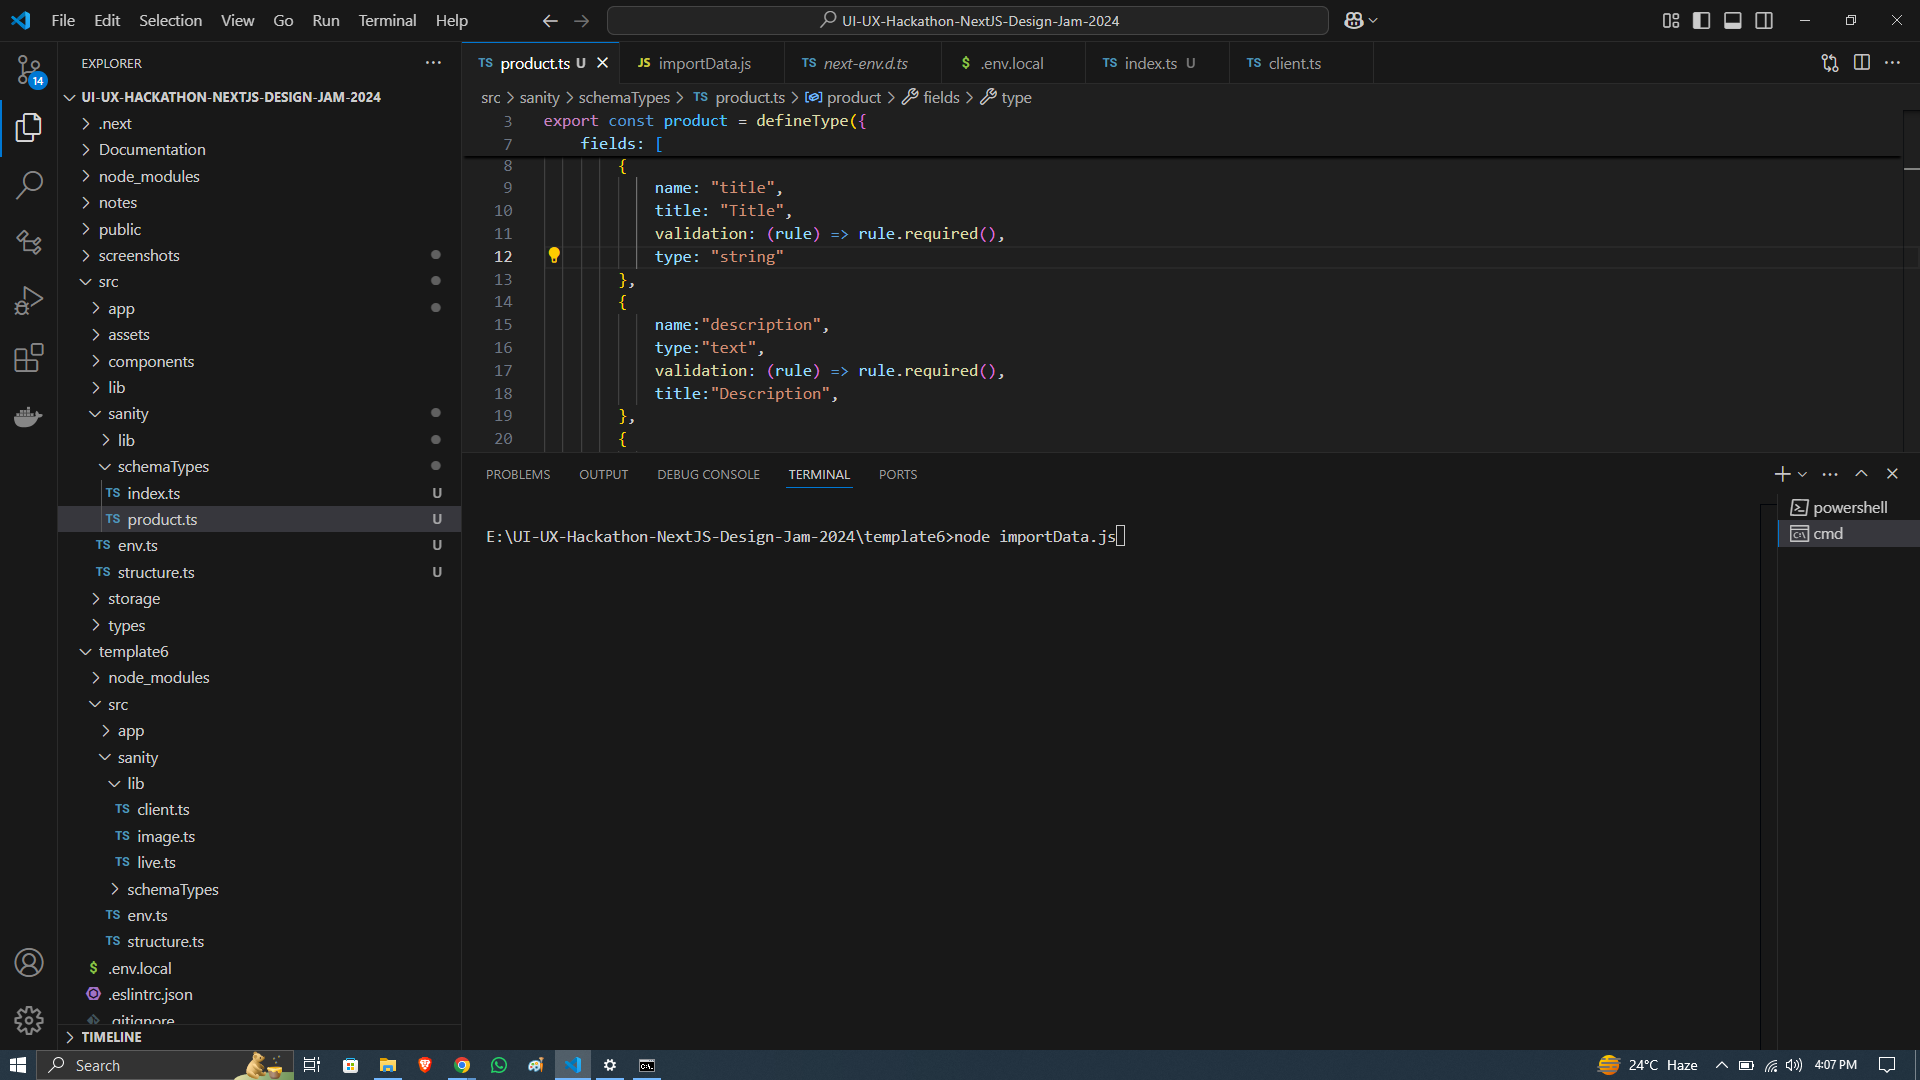 File Edit Selection View Go Run Terminal Help
UI-UX-Hackathon-NextJS-Design-Jam-2024
14
EXPLORER
UI-UX-HACKATHON-NEXTJS-DESIGN-JAM-2024
.next
Documentation
node_modules
notes
public
screenshots
src
app
assets
components
lib
sanity
lib
schemaTypes
TS index.ts U
TS product.ts U
TS env.ts U
TS structure.ts U
storage
types
template6
node_modules
src
app
sanity
lib
TS client.ts
TS image.ts
TS live.ts
schemaTypes
TS env.ts
TS structure.ts
$ .env.local
.eslintrc.json
.gitignore
TIMELINE
TS product.ts U
JS importData.js
TS next-env.d.ts
$ .env.local
TS index.ts U
TS client.ts
src > sanity > schemaTypes > TS product.ts > product > fields > type
3 export const product = defineType({
7 fields: [
8 {
9 name: "title",
10 title: "Title",
11 validation: (rule) => rule.required(),
12 type: "string"
13 },
14 {
15 name:"description",
16 type:"text",
17 validation: (rule) => rule.required(),
18 title:"Description",
19 },
20 {
PROBLEMS OUTPUT DEBUG CONSOLE TERMINAL PORTS
E:\UI-UX-Hackathon-NextJS-Design-Jam-2024\template6>node importData.js
powershell
cmd
Search
24°C Haze
4:07 PM